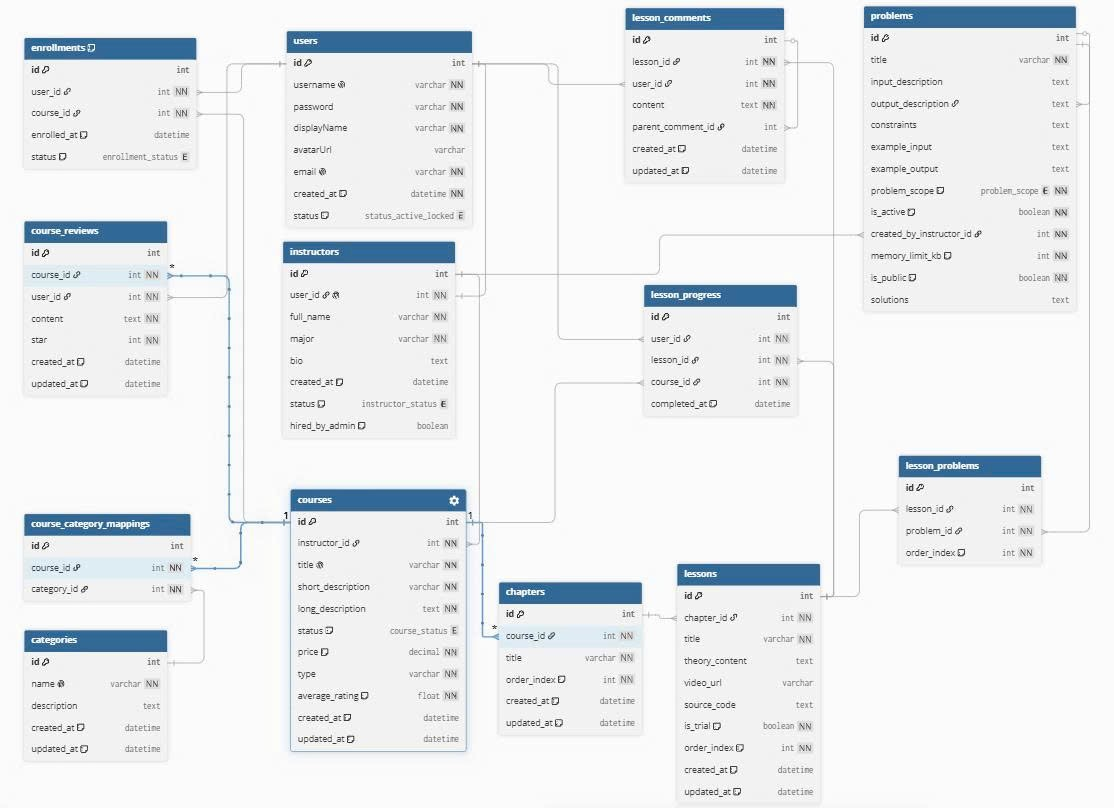 enrollments
id int
user_id int NN
course_id int NN
enrolled_at datetime
status enrollment_status E
users
id int
username varchar NN
password varchar NN
displayName varchar NN
avatarUrl varchar
email varchar NN
created_at datetime NN
status status_active_locked E
lesson_comments
id int
lesson_id int NN
user_id int NN
content text NN
parent_comment_id int
created_at datetime
updated_at datetime
problems
id int
title varchar NN
input_description text
output_description text
constraints text
example_input text
example_output text
problem_scope problem_scope E NN
is_active boolean NN
created_by_instructor_id int NN
memory_limit_kb int NN
is_public boolean NN
solutions text
course_reviews
id int
course_id int NN
*
user_id int NN
content text NN
star int NN
created_at datetime
updated_at datetime
instructors
id int
user_id int NN
full_name varchar NN
major varchar NN
bio text
created_at datetime
status instructor_status E
hired_by_admin boolean
lesson_progress
id int
user_id int NN
lesson_id int NN
course_id int NN
completed_at datetime
lesson_problems
id int
lesson_id int NN
problem_id int NN
order_index int NN
course_category_mappings
id int
course_id int NN
*
category_id int NN
categories
id int
name varchar NN
description text
created_at datetime
updated_at datetime
courses
1 1
id int
instructor_id int NN
title varchar NN
short_description varchar NN
long_description text NN
status course_status E
price decimal NN
type varchar NN
average_rating float NN
created_at datetime
updated_at datetime
chapters
id int
*
course_id int NN
title varchar NN
order_index int NN
created_at datetime
updated_at datetime
lessons
id int
chapter_id int NN
title varchar NN
theory_content text
video_url varchar
source_code text
is_trial boolean NN
order_index int NN
created_at datetime
updated_at datetime